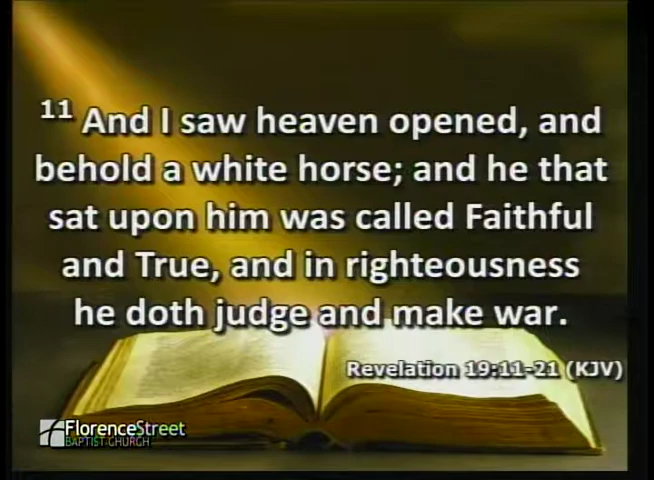 11 And I saw heaven opened, and
behold a white horse; and he that
sat upon him was called Faithful
and True, and in righteousness
he doth judge and make war.
Revelation 19:11-21 (KJV)
FlorenceStreet
BAPTIST CHURCH